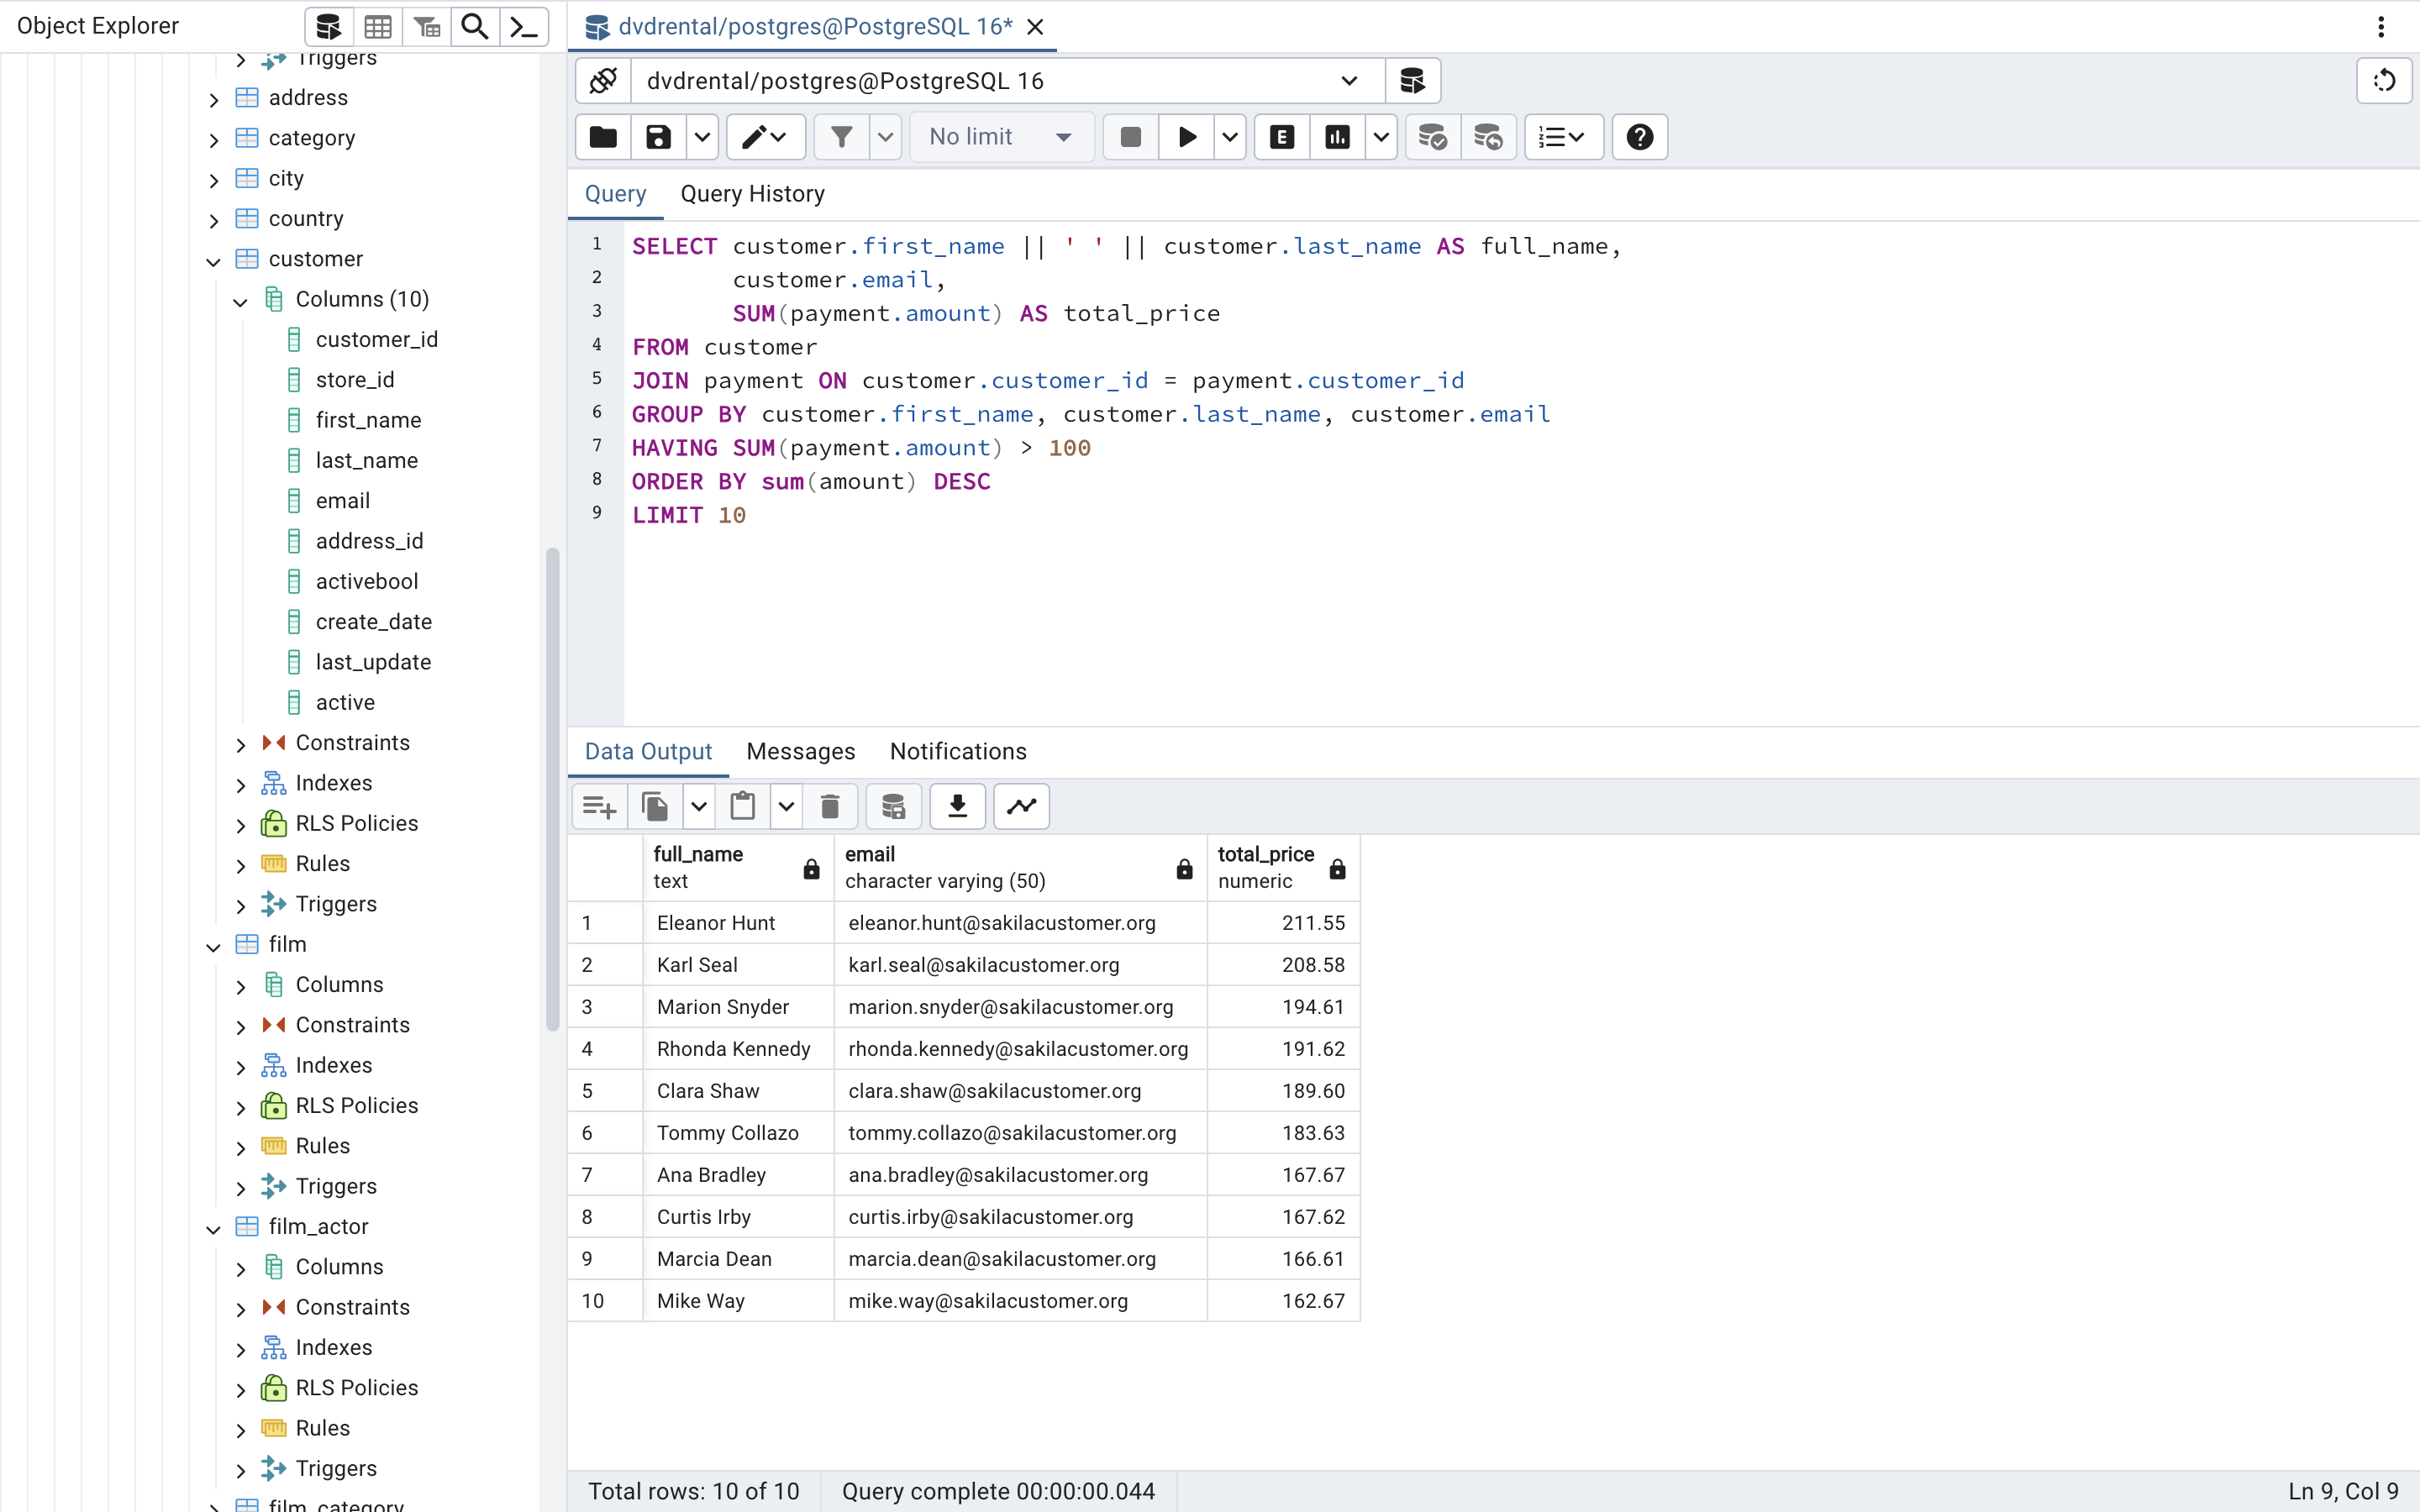 Object Explorer
Triggers
address
category
city
country
customer
Columns (10)
customer_id
store_id
first_name
last_name
email
address_id
activebool
create_date
last_update
active
Constraints
Indexes
RLS Policies
Rules
Triggers
film
Columns
Constraints
Indexes
RLS Policies
Rules
Triggers
film_actor
Columns
Constraints
Indexes
RLS Policies
Rules
Triggers
film_category
dvdrental/postgres@PostgreSQL 16*
dvdrental/postgres@PostgreSQL 16
No limit
E
Query Query History
1 SELECT customer.first_name || ' ' || customer.last_name AS full_name,
2 customer.email,
3 SUM(payment.amount) AS total_price
4 FROM customer
5 JOIN payment ON customer.customer_id = payment.customer_id
6 GROUP BY customer.first_name, customer.last_name, customer.email
7 HAVING SUM(payment.amount) > 100
8 ORDER BY sum(amount) DESC
9 LIMIT 10
Data Output Messages Notifications
full_name email total_price
text character varying (50) numeric
1 Eleanor Hunt eleanor.hunt@sakilacustomer.org 211.55
2 Karl Seal karl.seal@sakilacustomer.org 208.58
3 Marion Snyder marion.snyder@sakilacustomer.org 194.61
4 Rhonda Kennedy rhonda.kennedy@sakilacustomer.org 191.62
5 Clara Shaw clara.shaw@sakilacustomer.org 189.60
6 Tommy Collazo tommy.collazo@sakilacustomer.org 183.63
7 Ana Bradley ana.bradley@sakilacustomer.org 167.67
8 Curtis Irby curtis.irby@sakilacustomer.org 167.62
9 Marcia Dean marcia.dean@sakilacustomer.org 166.61
10 Mike Way mike.way@sakilacustomer.org 162.67
Total rows: 10 of 10 Query complete 00:00:00.044 Ln 9, Col 9